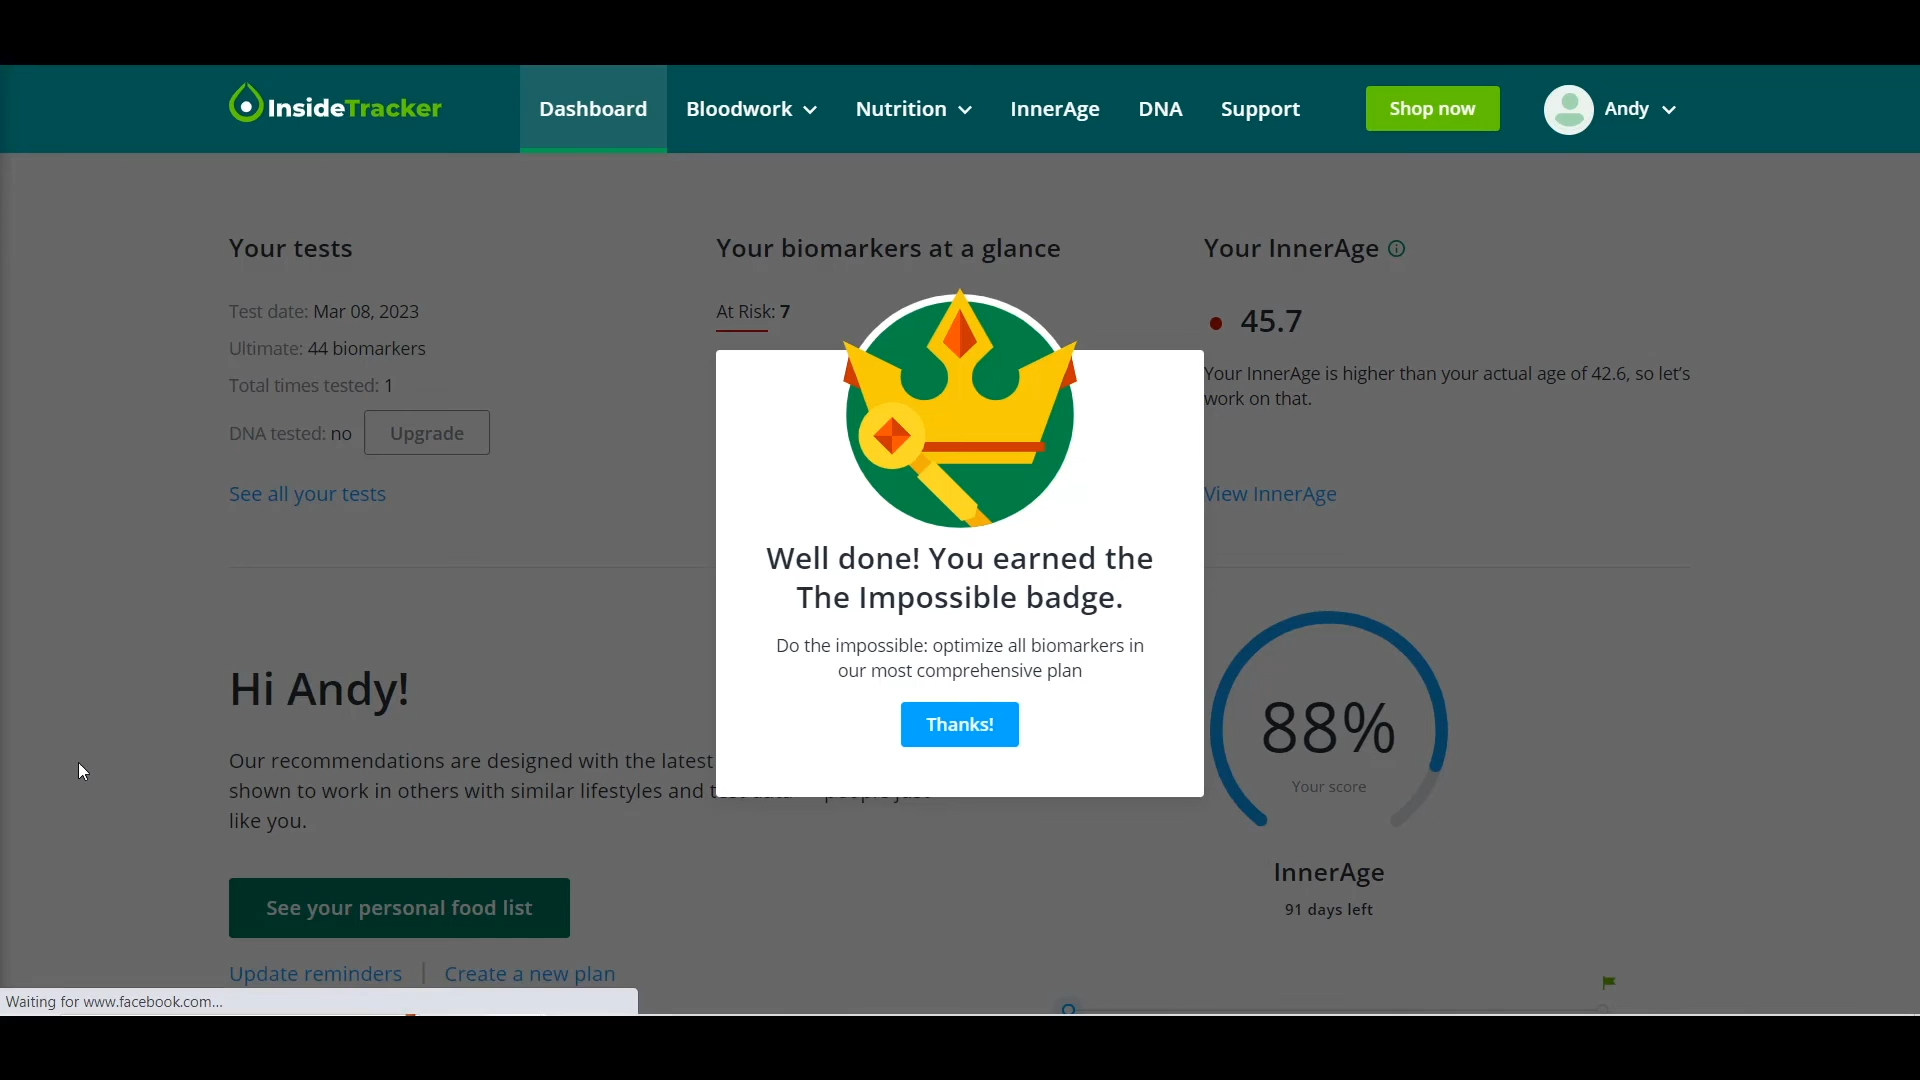 InsideTracker
Dashboard
Bloodwork
Nutrition
InnerAge
DNA
Support
Shop now
Andy
Your tests
Test date: Mar 08, 2023
Ultimate: 44 biomarkers
Total times tested: 1
DNA tested: no
Upgrade
See all your tests
Your biomarkers at a glance
At Risk: 7
Your InnerAge
45.7
Your InnerAge is higher than your actual age of 42.6, so let's
work on that.
View InnerAge
Well done! You earned the
The Impossible badge.
Do the impossible: optimize all biomarkers in
our most comprehensive plan
Thanks!
Hi Andy!
Our recommendations are designed with the latest
shown to work in others with similar lifestyles and
like you.
See your personal food list
Update reminders | Create a new plan
88%
Your score
InnerAge
91 days left
Waiting for www.facebook.com...